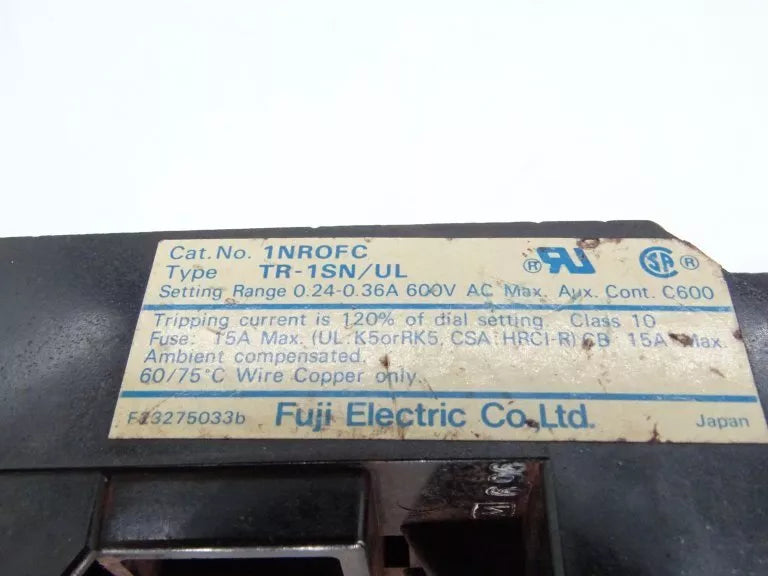 Cat.No. 1NROFC
Type TR-1SN/UL
Setting Range 0.24-0.36A 600V AC Max. Aux. Cont. C600
Tripping current is 120% of dial setting Class 10
Fuse: 15A Max. (UL:K5orRK5, CSA:HRCI-R) CB 15A Max.
Ambient compensated.
60/75°C Wire Copper only.
Fuji Electric Co.,Ltd.
Japan